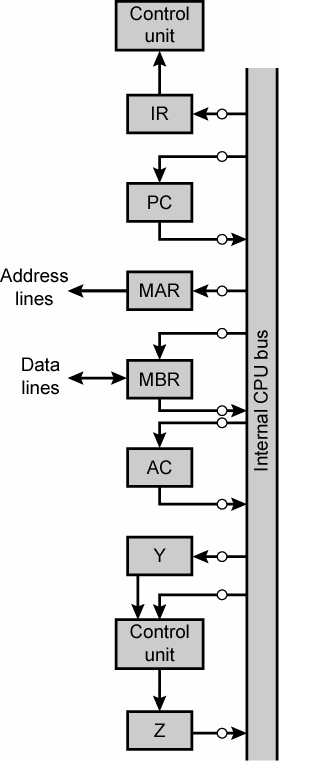 Control
unit
IR
PC
Address
lines
MAR
Data
lines
MBR
Internal CPU bus
AC
Y
Control
unit
Z